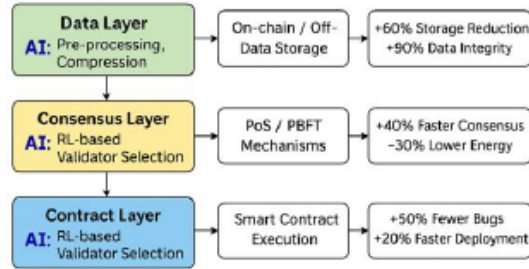 Data Layer
AI: Pre-processing,
Compression
On-chain / Off-
Data Storage
+60% Storage Reduction
+90% Data Integrity
Consensus Layer
AI: RL-based
Validator Selection
PoS / PBFT
Mechanisms
+40% Faster Consensus
–30% Lower Energy
Contract Layer
AI: RL-based
Validator Selection
Smart Contract
Execution
+50% Fewer Bugs
+20% Faster Deployment